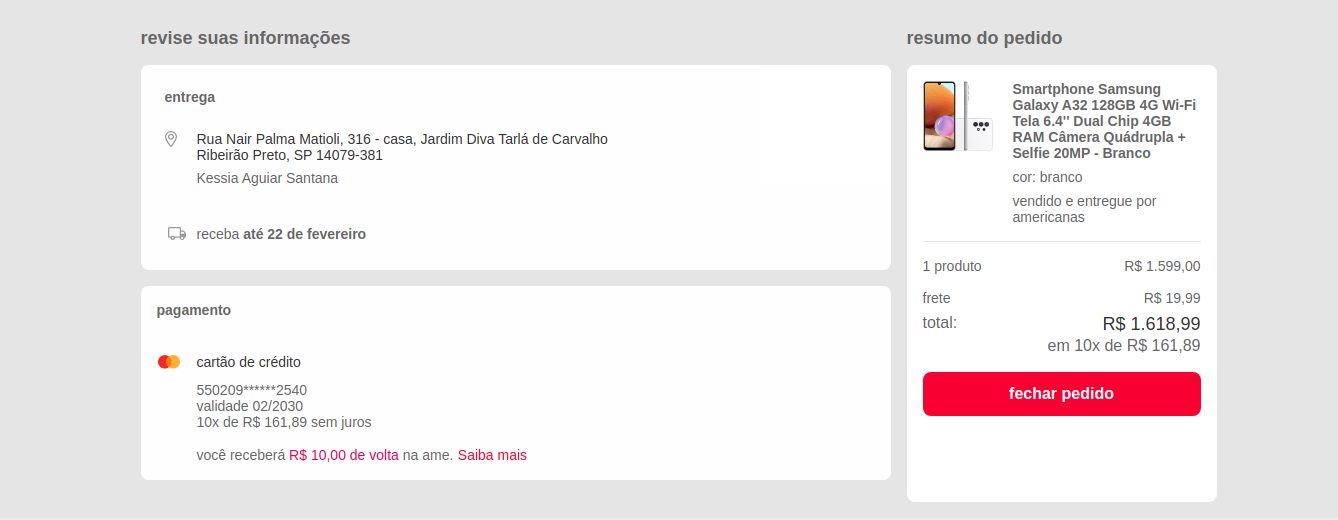 revise suas informações
entrega
Rua Nair Palma Matioli, 316 - casa, Jardim Diva Tarlá de Carvalho
Ribeirão Preto, SP 14079-381
Kessia Aguiar Santana
receba até 22 de fevereiro
pagamento
cartão de crédito
550209******2540
validade 02/2030
10x de R$ 161,89 sem juros
você receberá R$ 10,00 de volta na ame. Saiba mais
resumo do pedido
Smartphone Samsung
Galaxy A32 128GB 4G Wi-Fi
Tela 6.4'' Dual Chip 4GB
RAM Câmera Quádrupla +
Selfie 20MP - Branco
cor: branco
vendido e entregue por
americanas
1 produto R$ 1.599,00
frete R$ 19,99
total: R$ 1.618,99
em 10x de R$ 161,89
fechar pedido